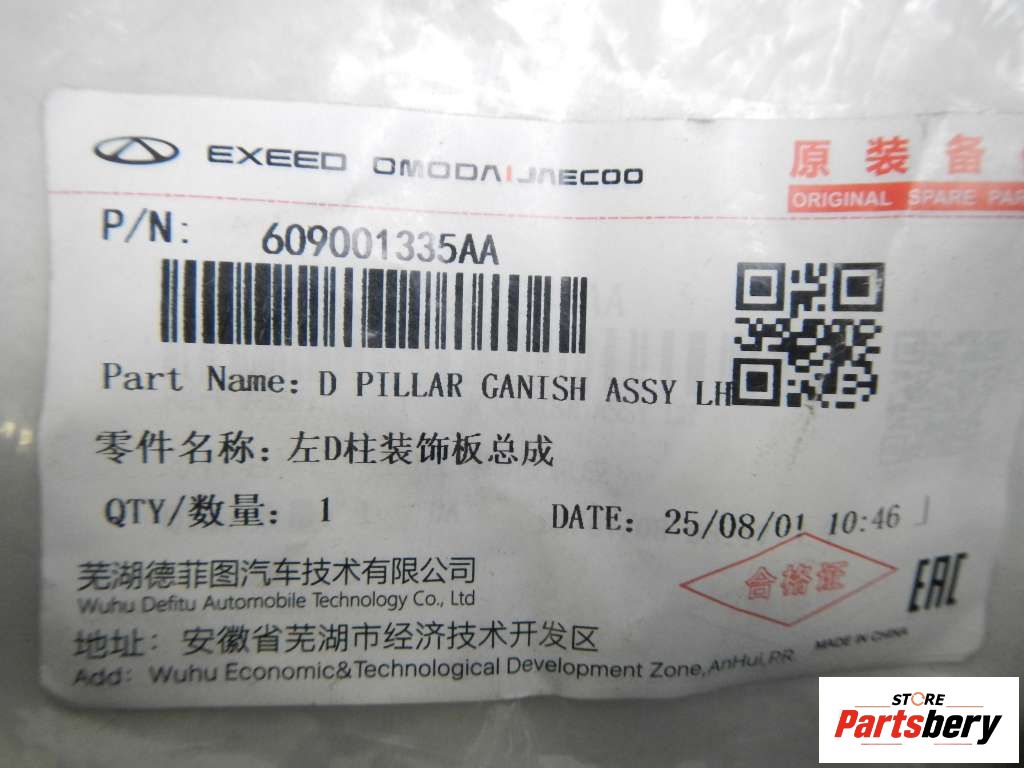 EXEED OMODA|JAECOO
原装备
ORIGINAL SPARE PAR
P/N: 609001335AA
Part Name: D PILLAR GANISH ASSY LH
零件名称: 左D柱装饰板总成
QTY/数量: 1
DATE: 25/08/01 10:46
合格证
EAC
芜湖德菲图汽车技术有限公司
Wuhu Defitu Automobile Technology Co., Ltd
地址: 安徽省芜湖市经济技术开发区
MADE IN CHINA
Add: Wuhu Economic&Technological Development Zone, AnHui, PR
STORE
Partsbery